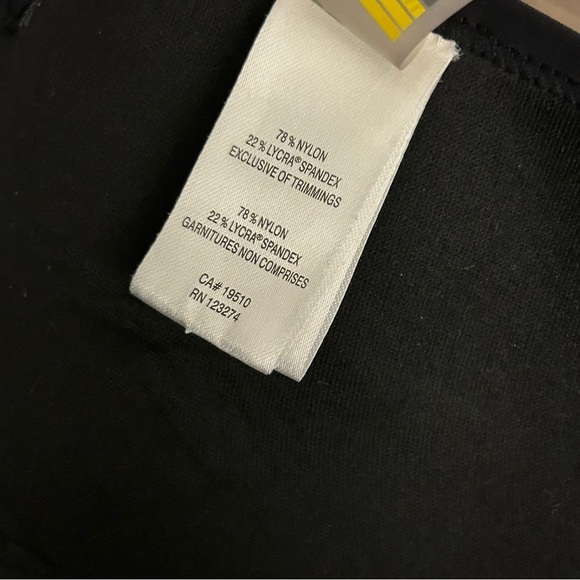 78% NYLON
22% LYCRA® SPANDEX
EXCLUSIVE OF TRIMMINGS
78% NYLON
22% LYCRA® SPANDEX
GARNITURES NON COMPRISES
CA# 19510
RN 123274